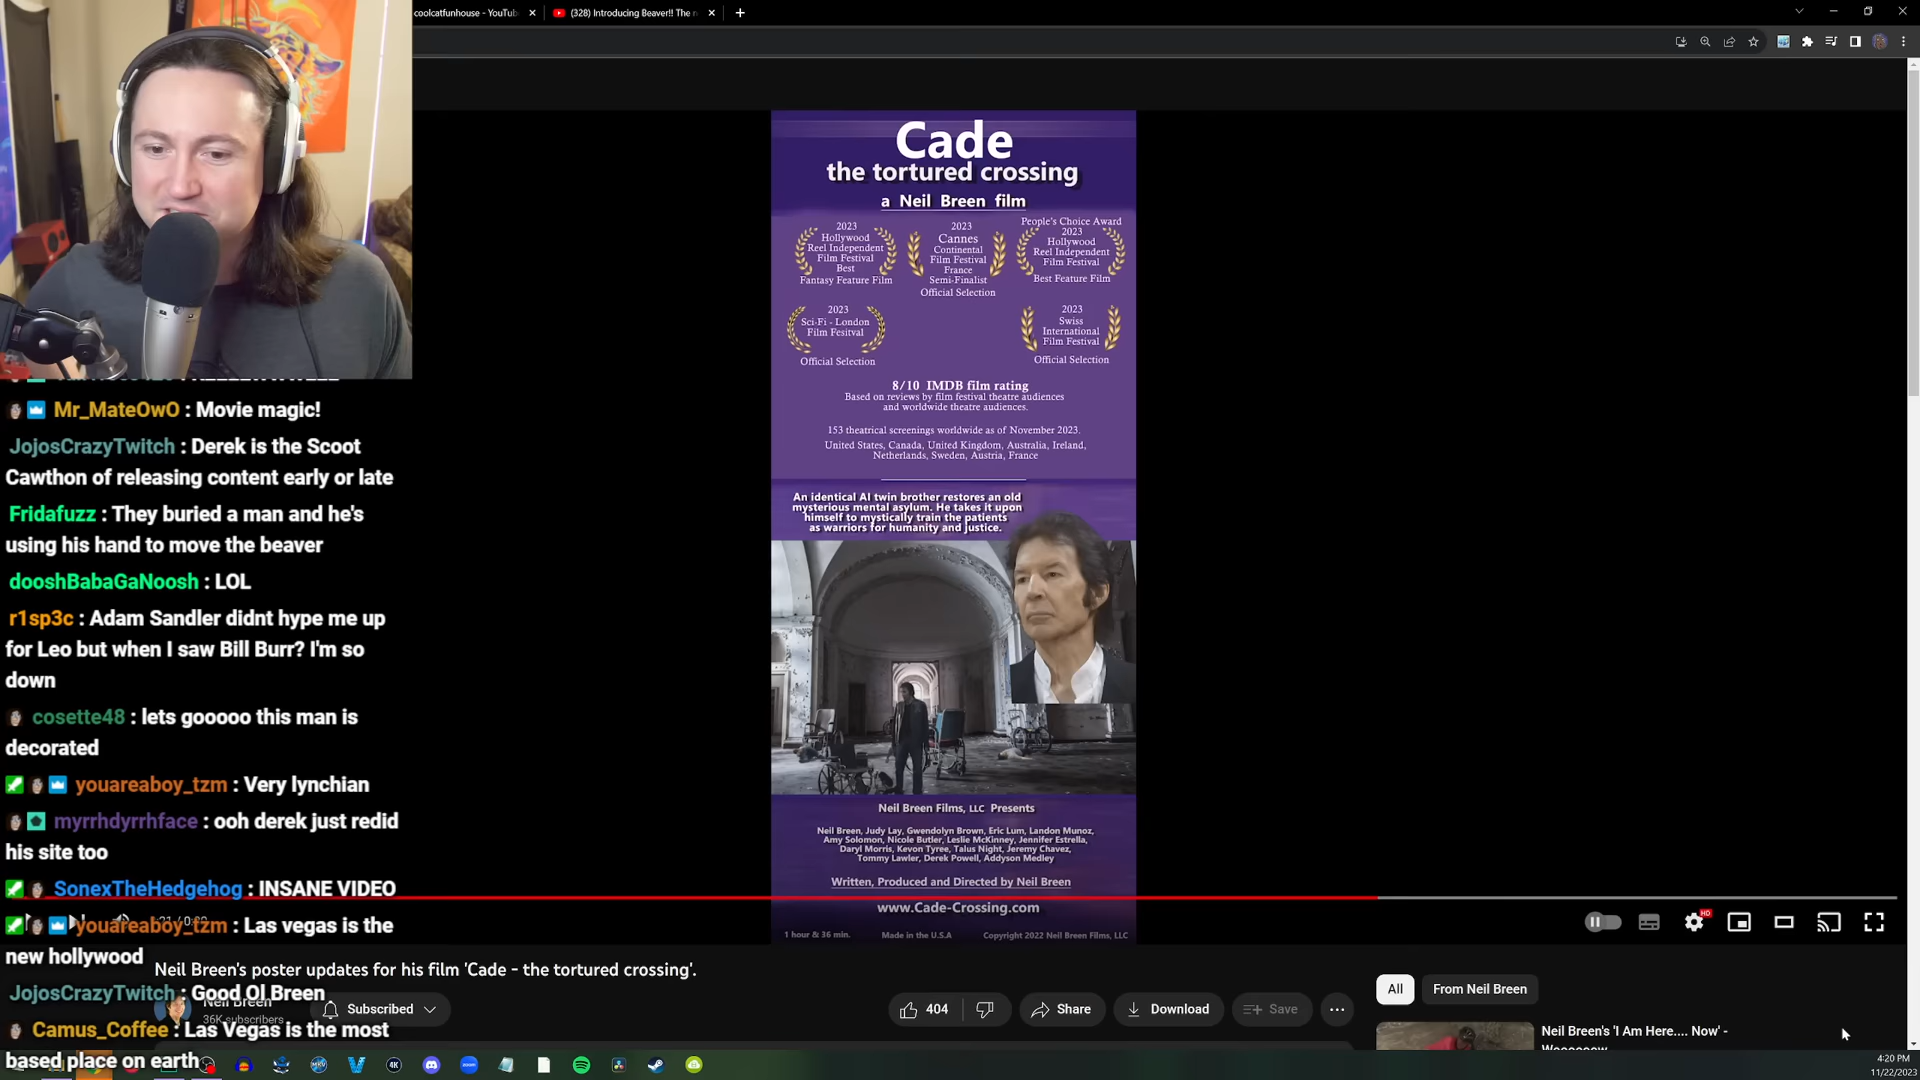 coolcatfunhouse - YouTub
(328) Introducing Beaver!! The r
Cade
the tortured crossing
a Neil Breen film
2023
Hollywood
Reel Independent
Film Festival
Best
Fantasy Feature Film
2023
Cannes
Continental
Film Festival
France
Semi-Finalist
Official Selection
People's Choice Award
2023
Hollywood
Reel Independent
Film Festival
Best Feature Film
2023
Sci-Fi - London
Film Fesitval
Official Selection
2023
Swiss
International
Film Festival
Official Selection
8/10 IMDB film rating
Based on reviews by film festival theatre audiences
and worldwide theatre audiences.
153 theatrical screenings worldwide as of November 2023.
United States, Canada, United Kingdom, Australia, Ireland,
Netherlands, Sweden, Austria, France
An identical AI twin brother restores an old
mysterious mental asylum. He takes it upon
himself to mystically train the patients
as warriors for humanity and justice.
Neil Breen Films, LLC Presents
Neil Breen, Judy Lay, Gwendolyn Brown, Eric Lum, Landon Munoz,
Amy Solomon, Nicole Butler, Leslie McKinney, Jennifer Estrella,
Daryl Morris, Kevon Tyree, Talus Night, Jeremy Chavez,
Tommy Lawler, Derek Powell, Addyson Medley
Written, Produced and Directed by Neil Breen
www.Cade-Crossing.com
1 hour & 36 min. Made in the U.S.A Copyright 2022 Neil Breen Films, LLC
Mr_MateOwO : Movie magic!
JojosCrazyTwitch : Derek is the Scoot
Cawthon of releasing content early or late
Fridafuzz : They buried a man and he's
using his hand to move the beaver
dooshBabaGaNoosh : LOL
r1sp3c : Adam Sandler didnt hype me up
for Leo but when I saw Bill Burr? I'm so
down
cosette48 : lets gooooo this man is
decorated
youareaboy_tzm : Very lynchian
myrrhdyrrhface : ooh derek just redid
his site too
SonexTheHedgehog : INSANE VIDEO
youareaboy_tzm : Las vegas is the
new hollywood
JojosCrazyTwitch : Good Ol Breen
Camus_Coffee : Las Vegas is the most
based place on earth
HD
Neil Breen's poster updates for his film 'Cade - the tortured crossing'.
Neil Breen
36K subscribers
Subscribed
404
Share
Download
Save
All
From Neil Breen
Neil Breen's 'I Am Here.... Now' -
4K
zoom
4:20 PM
11/22/2023